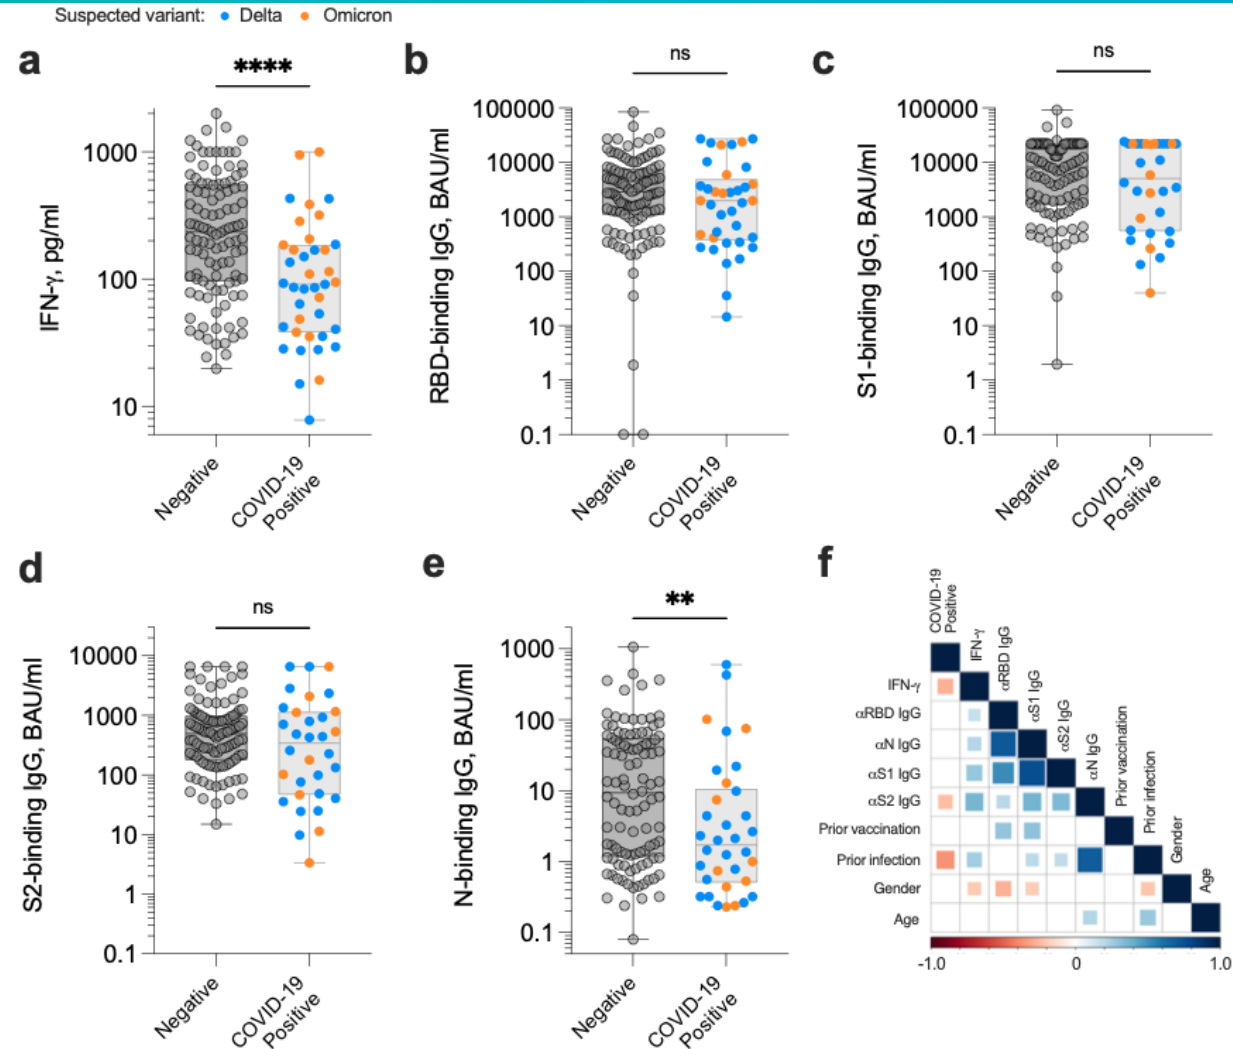 Suspected variant: Delta Omicron
a
****
IFN-γ, pg/ml
1000
100
10
Negative
COVID-19
Positive
b
ns
RBD-binding IgG, BAU/ml
100000
10000
1000
100
10
1
0.1
Negative
COVID-19
Positive
c
ns
S1-binding IgG, BAU/ml
100000
10000
1000
100
10
1
0.1
Negative
COVID-19
Positive
d
ns
S2-binding IgG, BAU/ml
10000
1000
100
10
1
0.1
Negative
COVID-19
Positive
e
**
N-binding IgG, BAU/ml
1000
100
10
1
0.1
Negative
COVID-19
Positive
f
COVID-19
Positive
IFN-γ
αRBD IgG
αS1 IgG
αS2 IgG
αN IgG
Prior vaccination
Prior infection
Gender
Age
IFN-γ
αRBD IgG
αN IgG
αS1 IgG
αS2 IgG
Prior vaccination
Prior infection
Gender
Age
-1.0 0 1.0